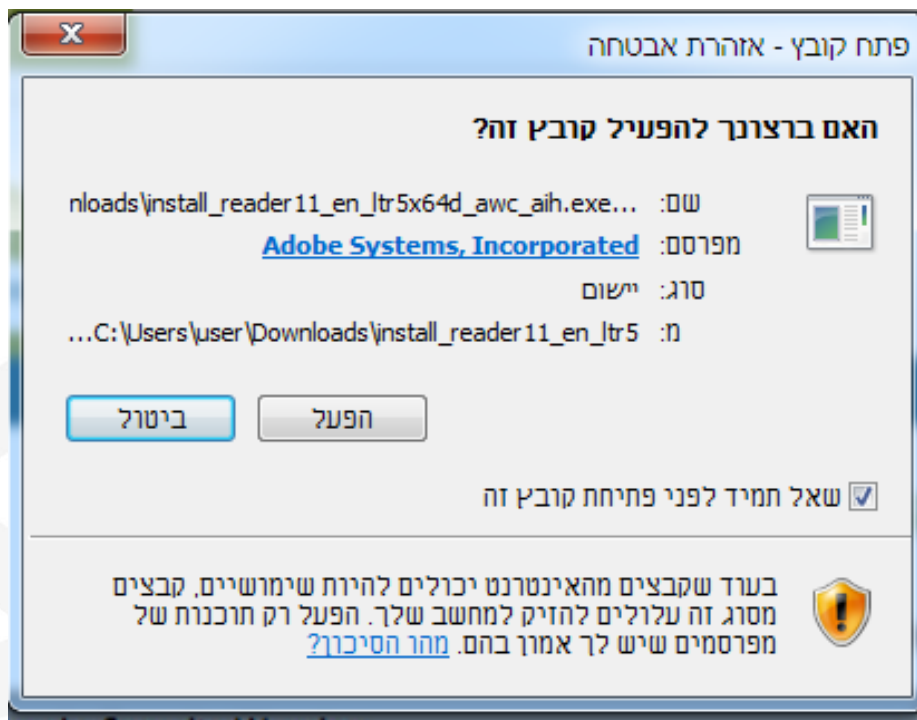 פתח קובץ - אזהרת אבטחה
האם ברצונך להפעיל קובץ זה?
שם: nloads\install_reader11_en_ltr5x64d_awc_aih.exe...
מפרסם: Adobe Systems, Incorporated
סוג: יישום
מ: ...C:\Users\user\Downloads\install_reader11_en_ltr5
הפעל
ביטול
שאל תמיד לפני פתיחת קובץ זה
בעוד שקבצים מהאינטרנט יכולים להיות שימושיים, קבצים
מסוג זה עלולים להזיק למחשב שלך. הפעל רק תוכנות של
מפרסמים שיש לך אמון בהם. מהו הסיכון?